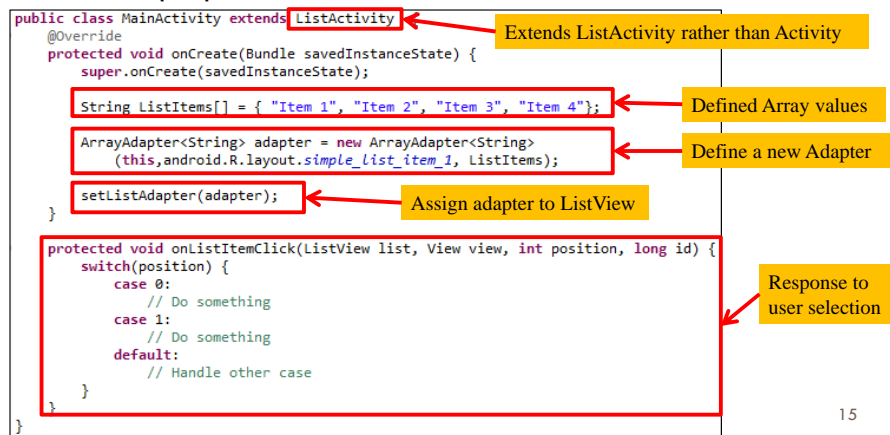 public class MainActivity extends ListActivity {
Extends ListActivity rather than Activity
@Override
protected void onCreate(Bundle savedInstanceState) {
super.onCreate(savedInstanceState);
String ListItems[] = { "Item 1", "Item 2", "Item 3", "Item 4"};
Defined Array values
ArrayAdapter<String> adapter = new ArrayAdapter<String>
(this,android.R.layout.simple_list_item_1, ListItems);
Define a new Adapter
setListAdapter(adapter);
Assign adapter to ListView
}
protected void onListItemClick(ListView list, View view, int position, long id) {
switch(position) {
case 0:
// Do something
case 1:
// Do something
default:
// Handle other case
}
}
}
Response to
user selection
15